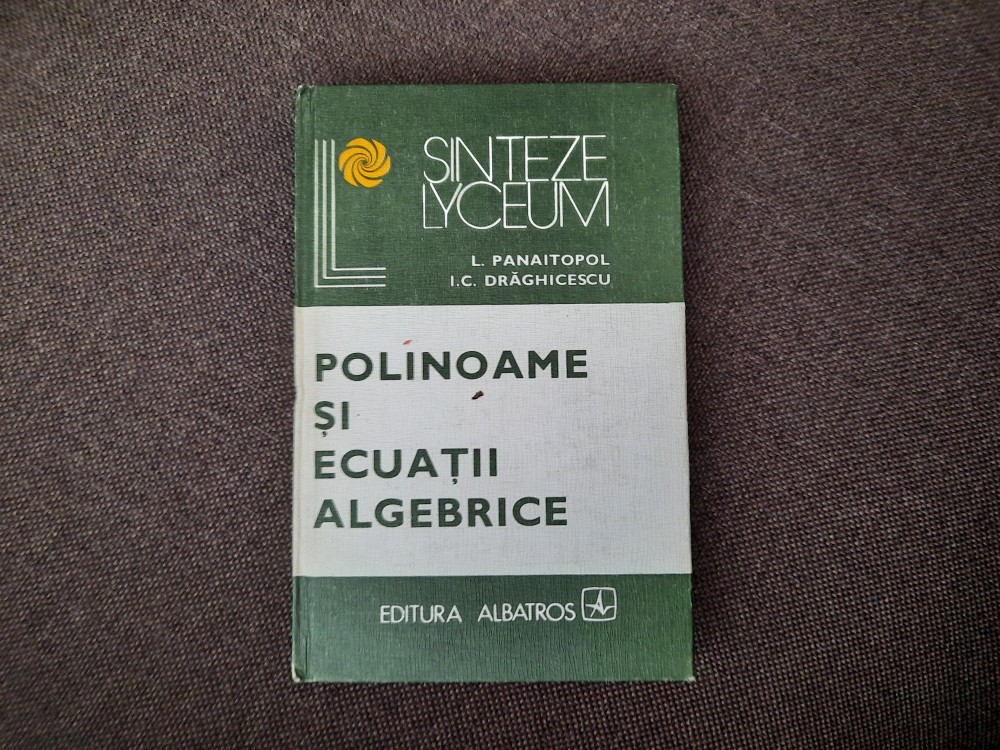 SINTEZE
LYCEUM
L. PANAITOPOL
I.C. DRĂGHICESCU
POLINOAME
ȘI
ECUAȚII
ALGEBRICE
EDITURA ALBATROS